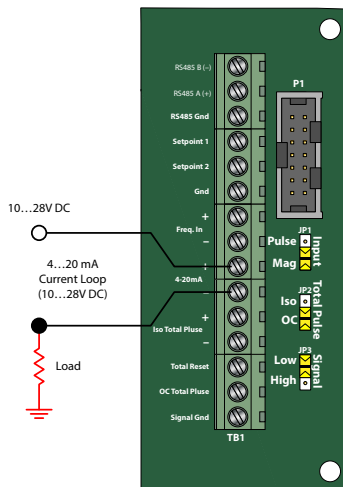 RS485 B (−)
RS485 A (+)
RS485 Gnd
Setpoint 1
Setpoint 2
Gnd
+
Freq. In
−
+
4-20mA
−
+
Iso Total Pluse
−
Total Reset
OC Total Pluse
Signal Gnd
TB1
P1
JP1
Pulse
Mag
Input
JP2
Iso
OC
Total Pulse
JP3
Low
High
Signal
10...28V DC
4...20 mA
Current Loop
(10...28V DC)
Load